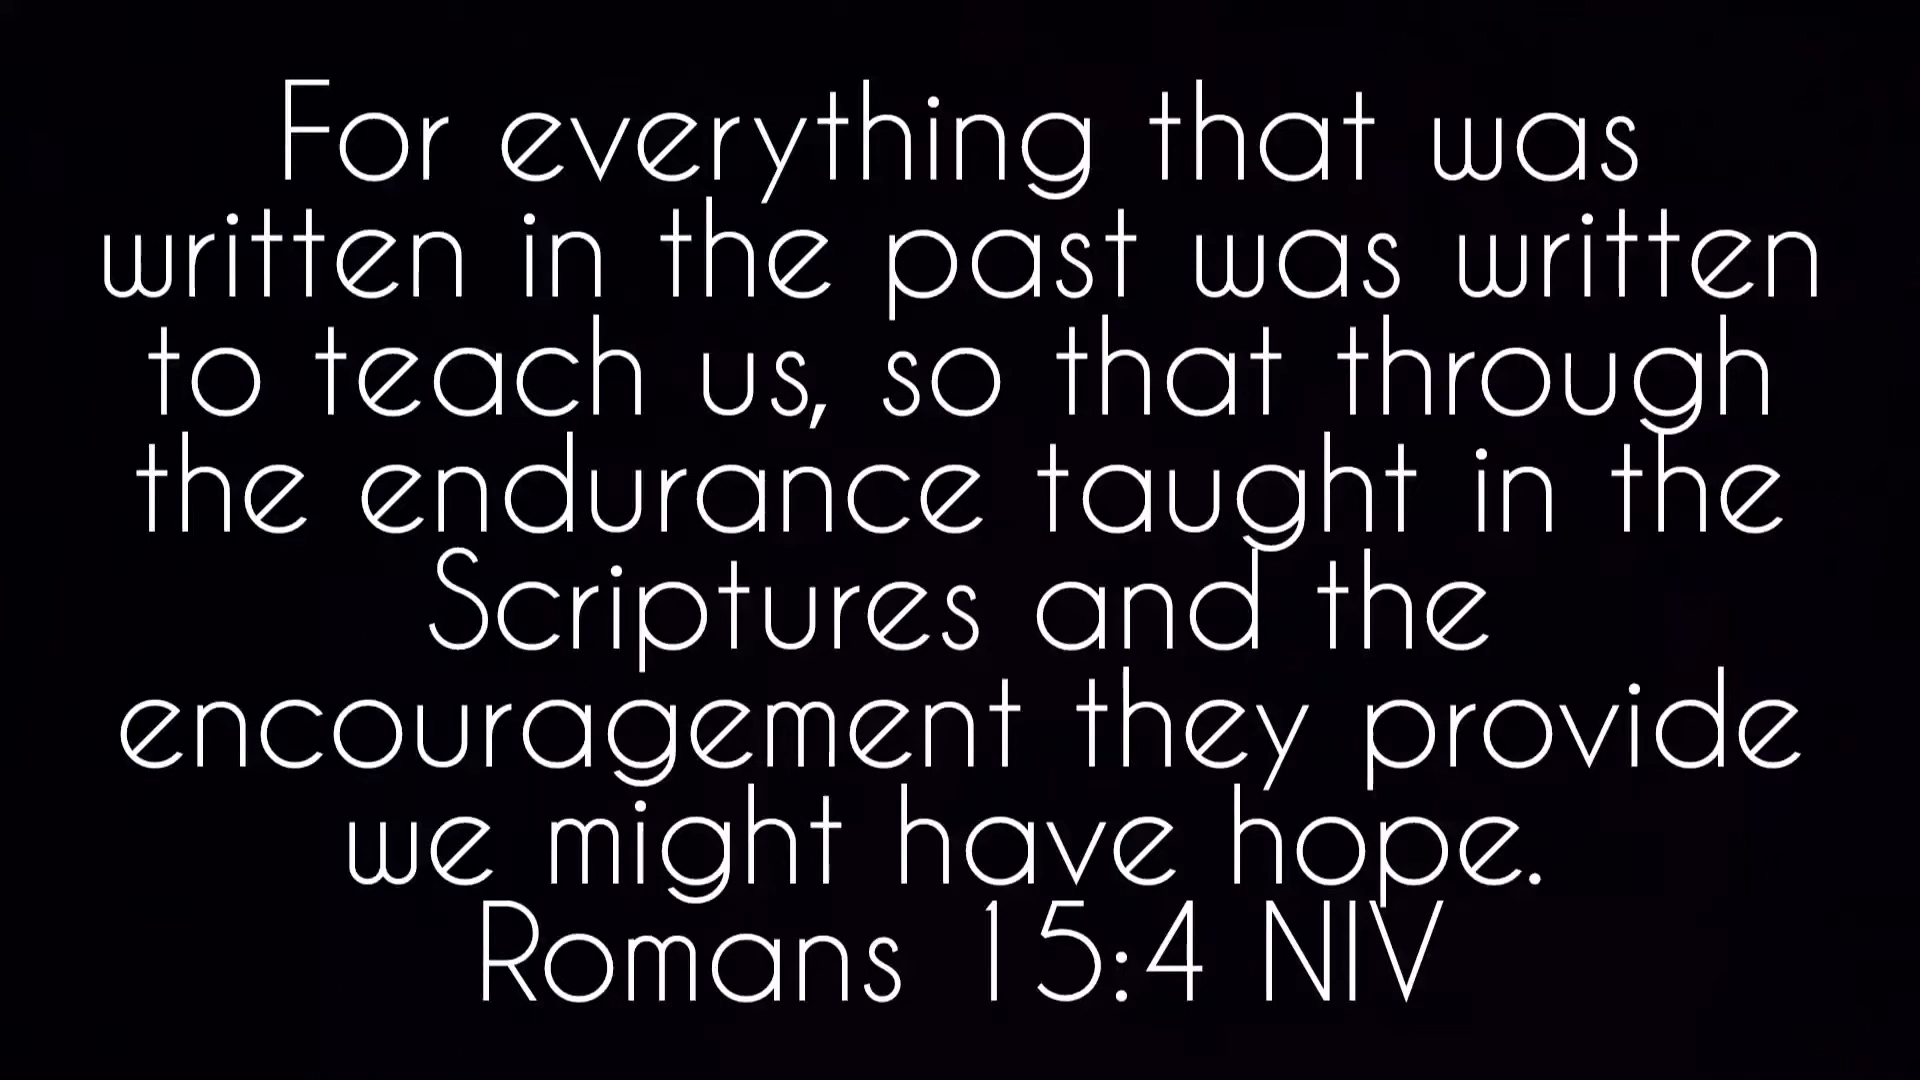 For everything that was
written in the past was written
to teach us, so that through
the endurance taught in the
Scriptures and the
encouragement they provide
we might have hope.
Romans 15:4 NIV